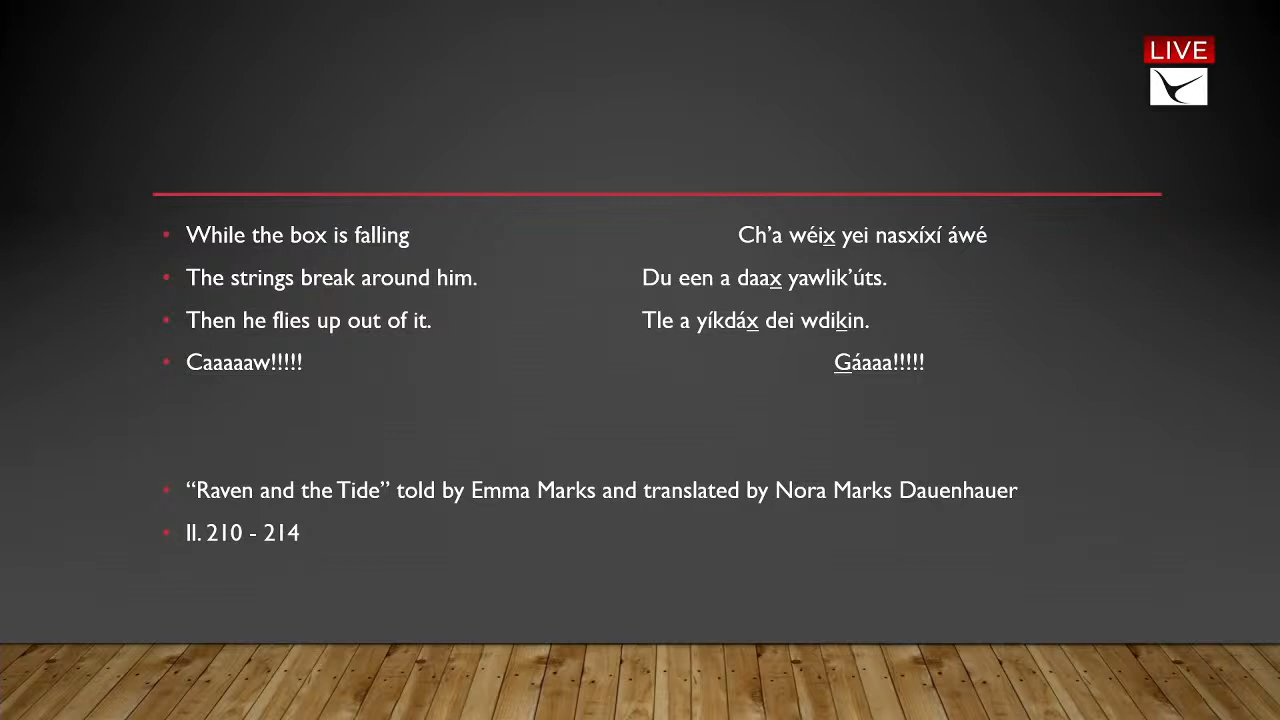 LIVE
While the box is falling Ch’a wéix̲ yei nasxíxí áwé
The strings break around him. Du een a daax̲ yawlik’úts.
Then he flies up out of it. Tle a yíkdáx̲ dei wdik̲in.
Caaaaaw!!!!! G̲áaaa!!!!!
“Raven and the Tide” told by Emma Marks and translated by Nora Marks Dauenhauer
ll. 210 - 214